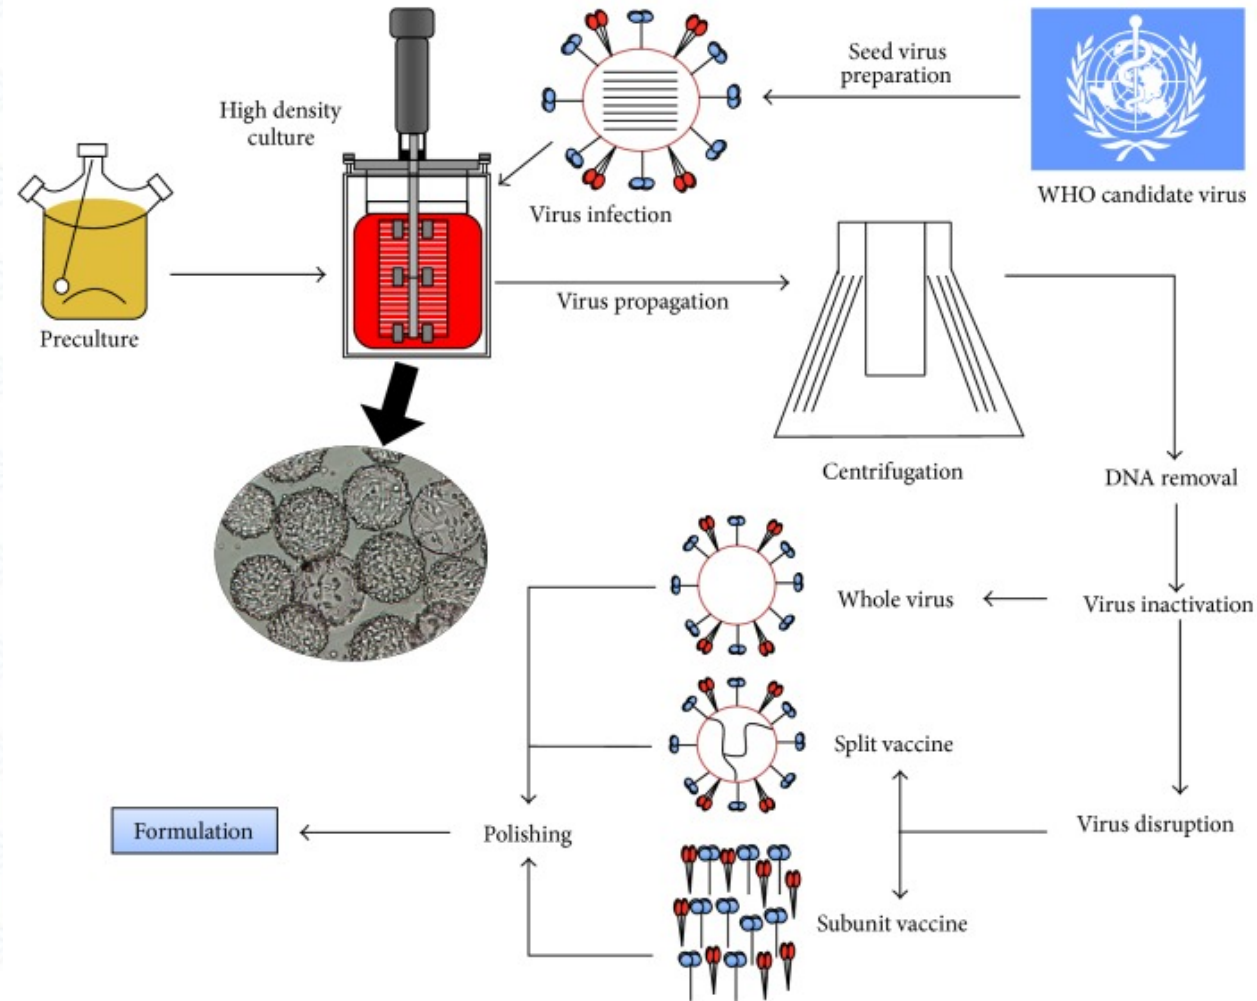 Seed virus
preparation
High density
culture
WHO candidate virus
Virus infection
Virus propagation
Preculture
Centrifugation
DNA removal
Whole virus
Virus inactivation
Split vaccine
Virus disruption
Formulation
Polishing
Subunit vaccine